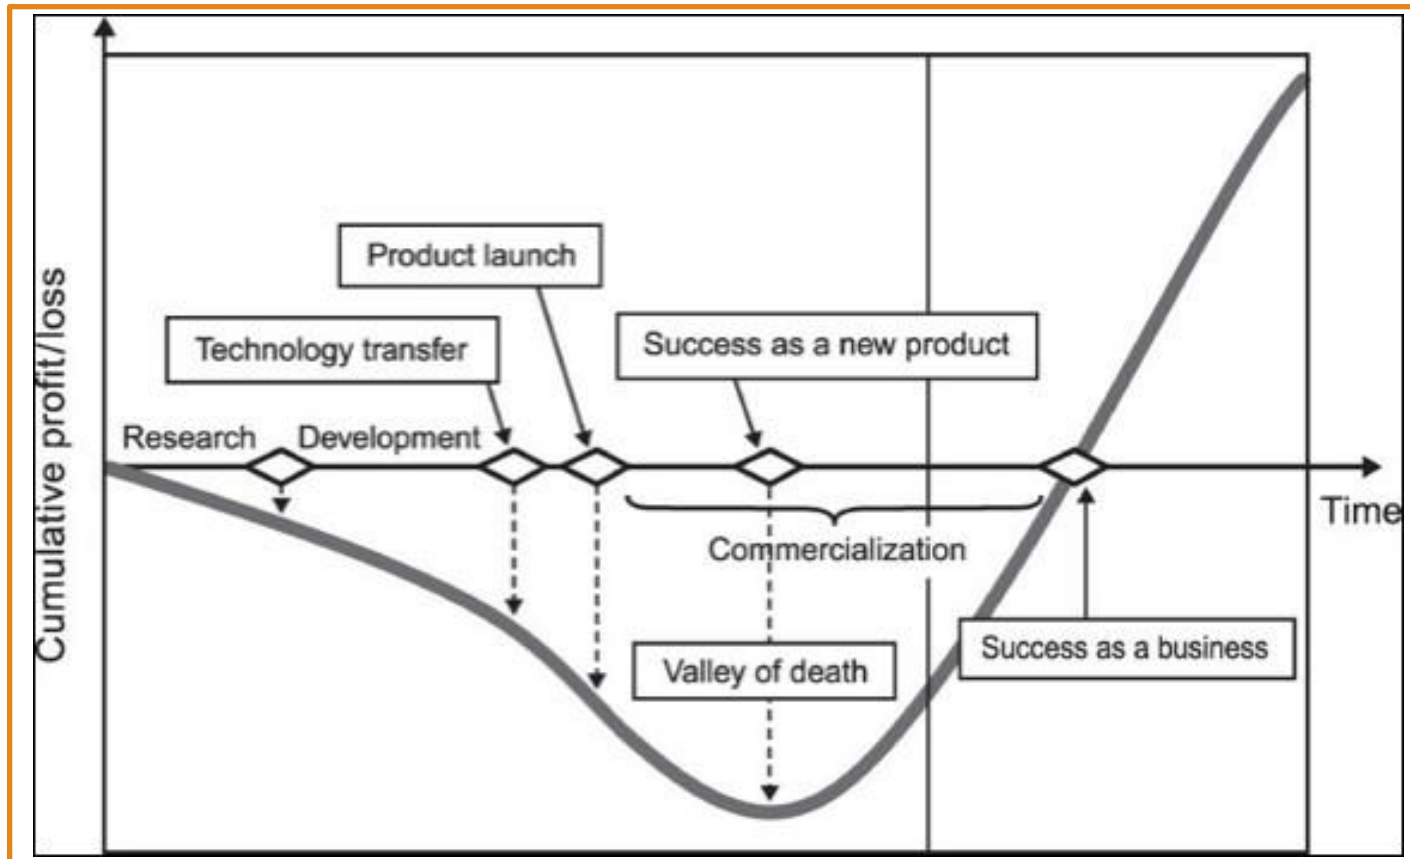 Product launch
Technology transfer
Success as a new product
Research
Development
Cumulative profit/loss
Time
Commercialization
Success as a business
Valley of death